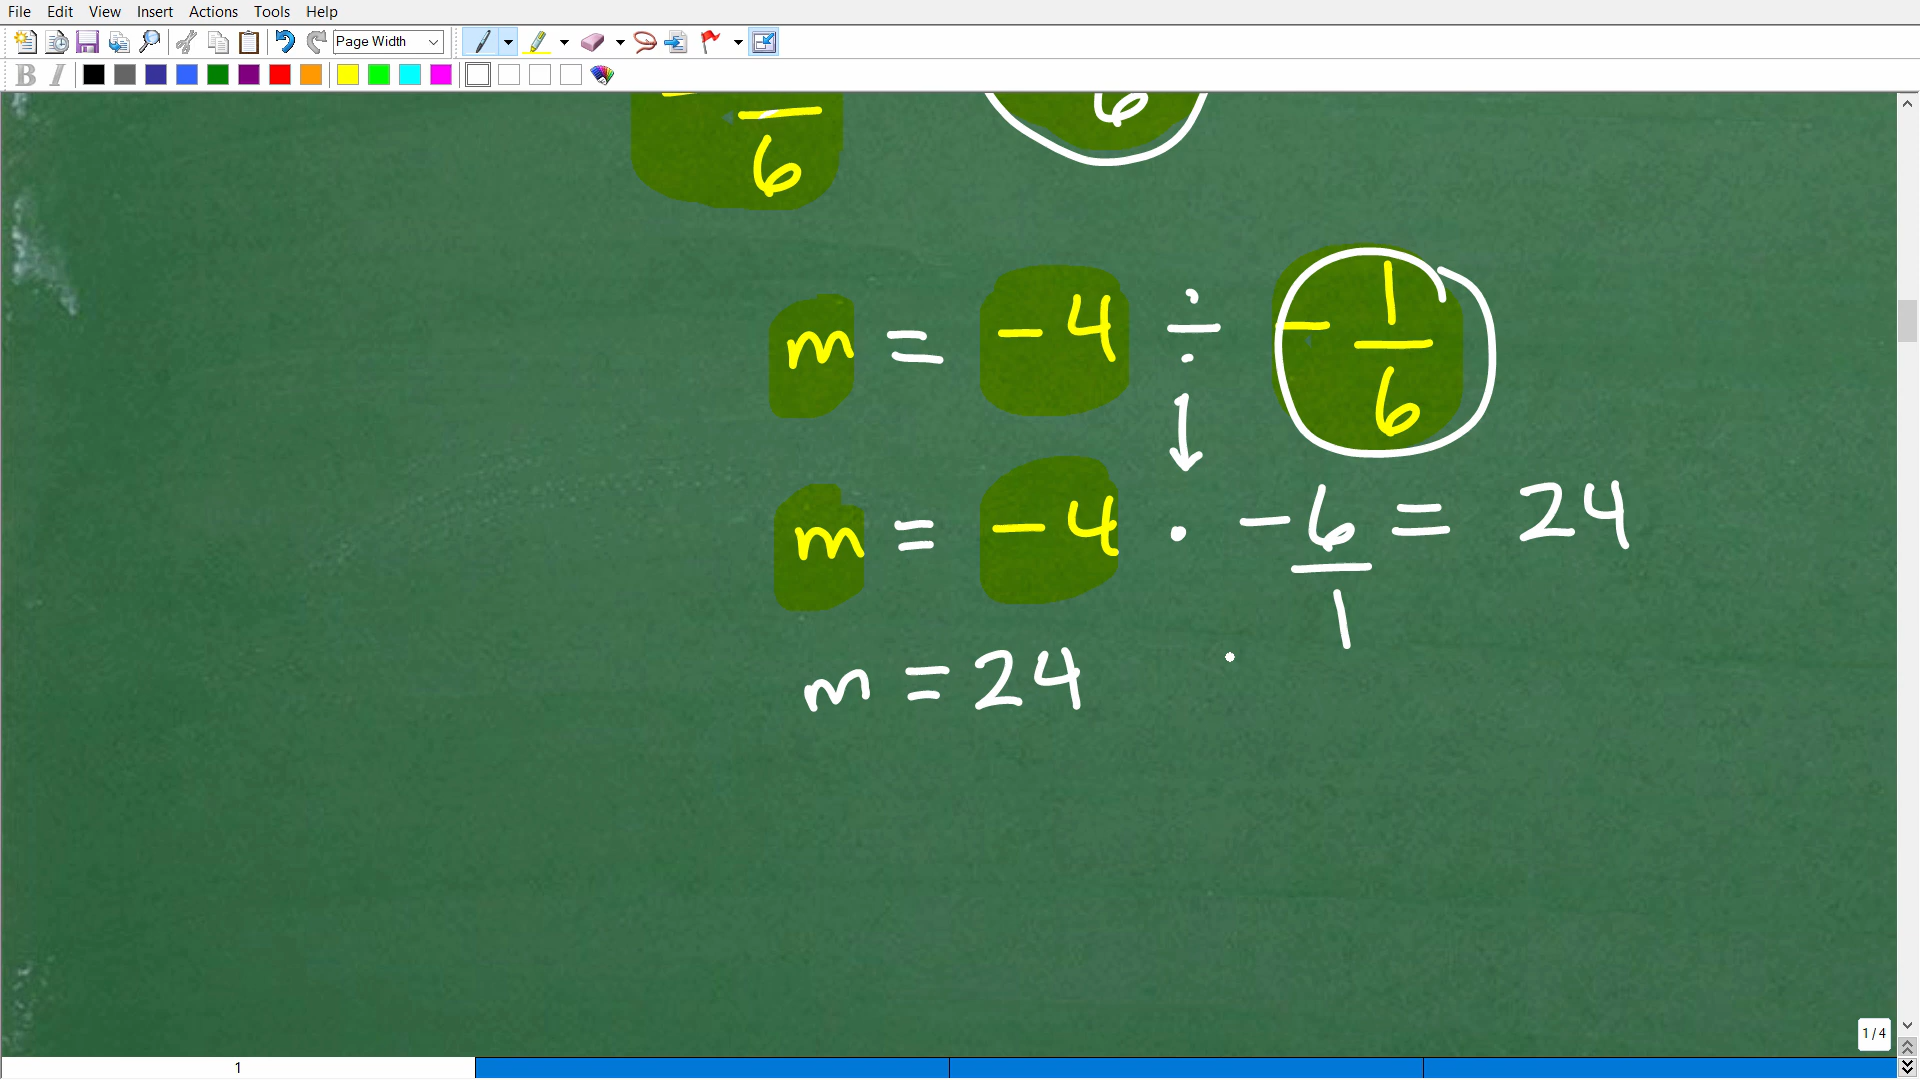 File Edit View Insert Actions Tools Help
Page Width
B I
6
6
m = -4 ÷ -1/6
m = -4 · -6/1 = 24
m = 24
1 / 4
1